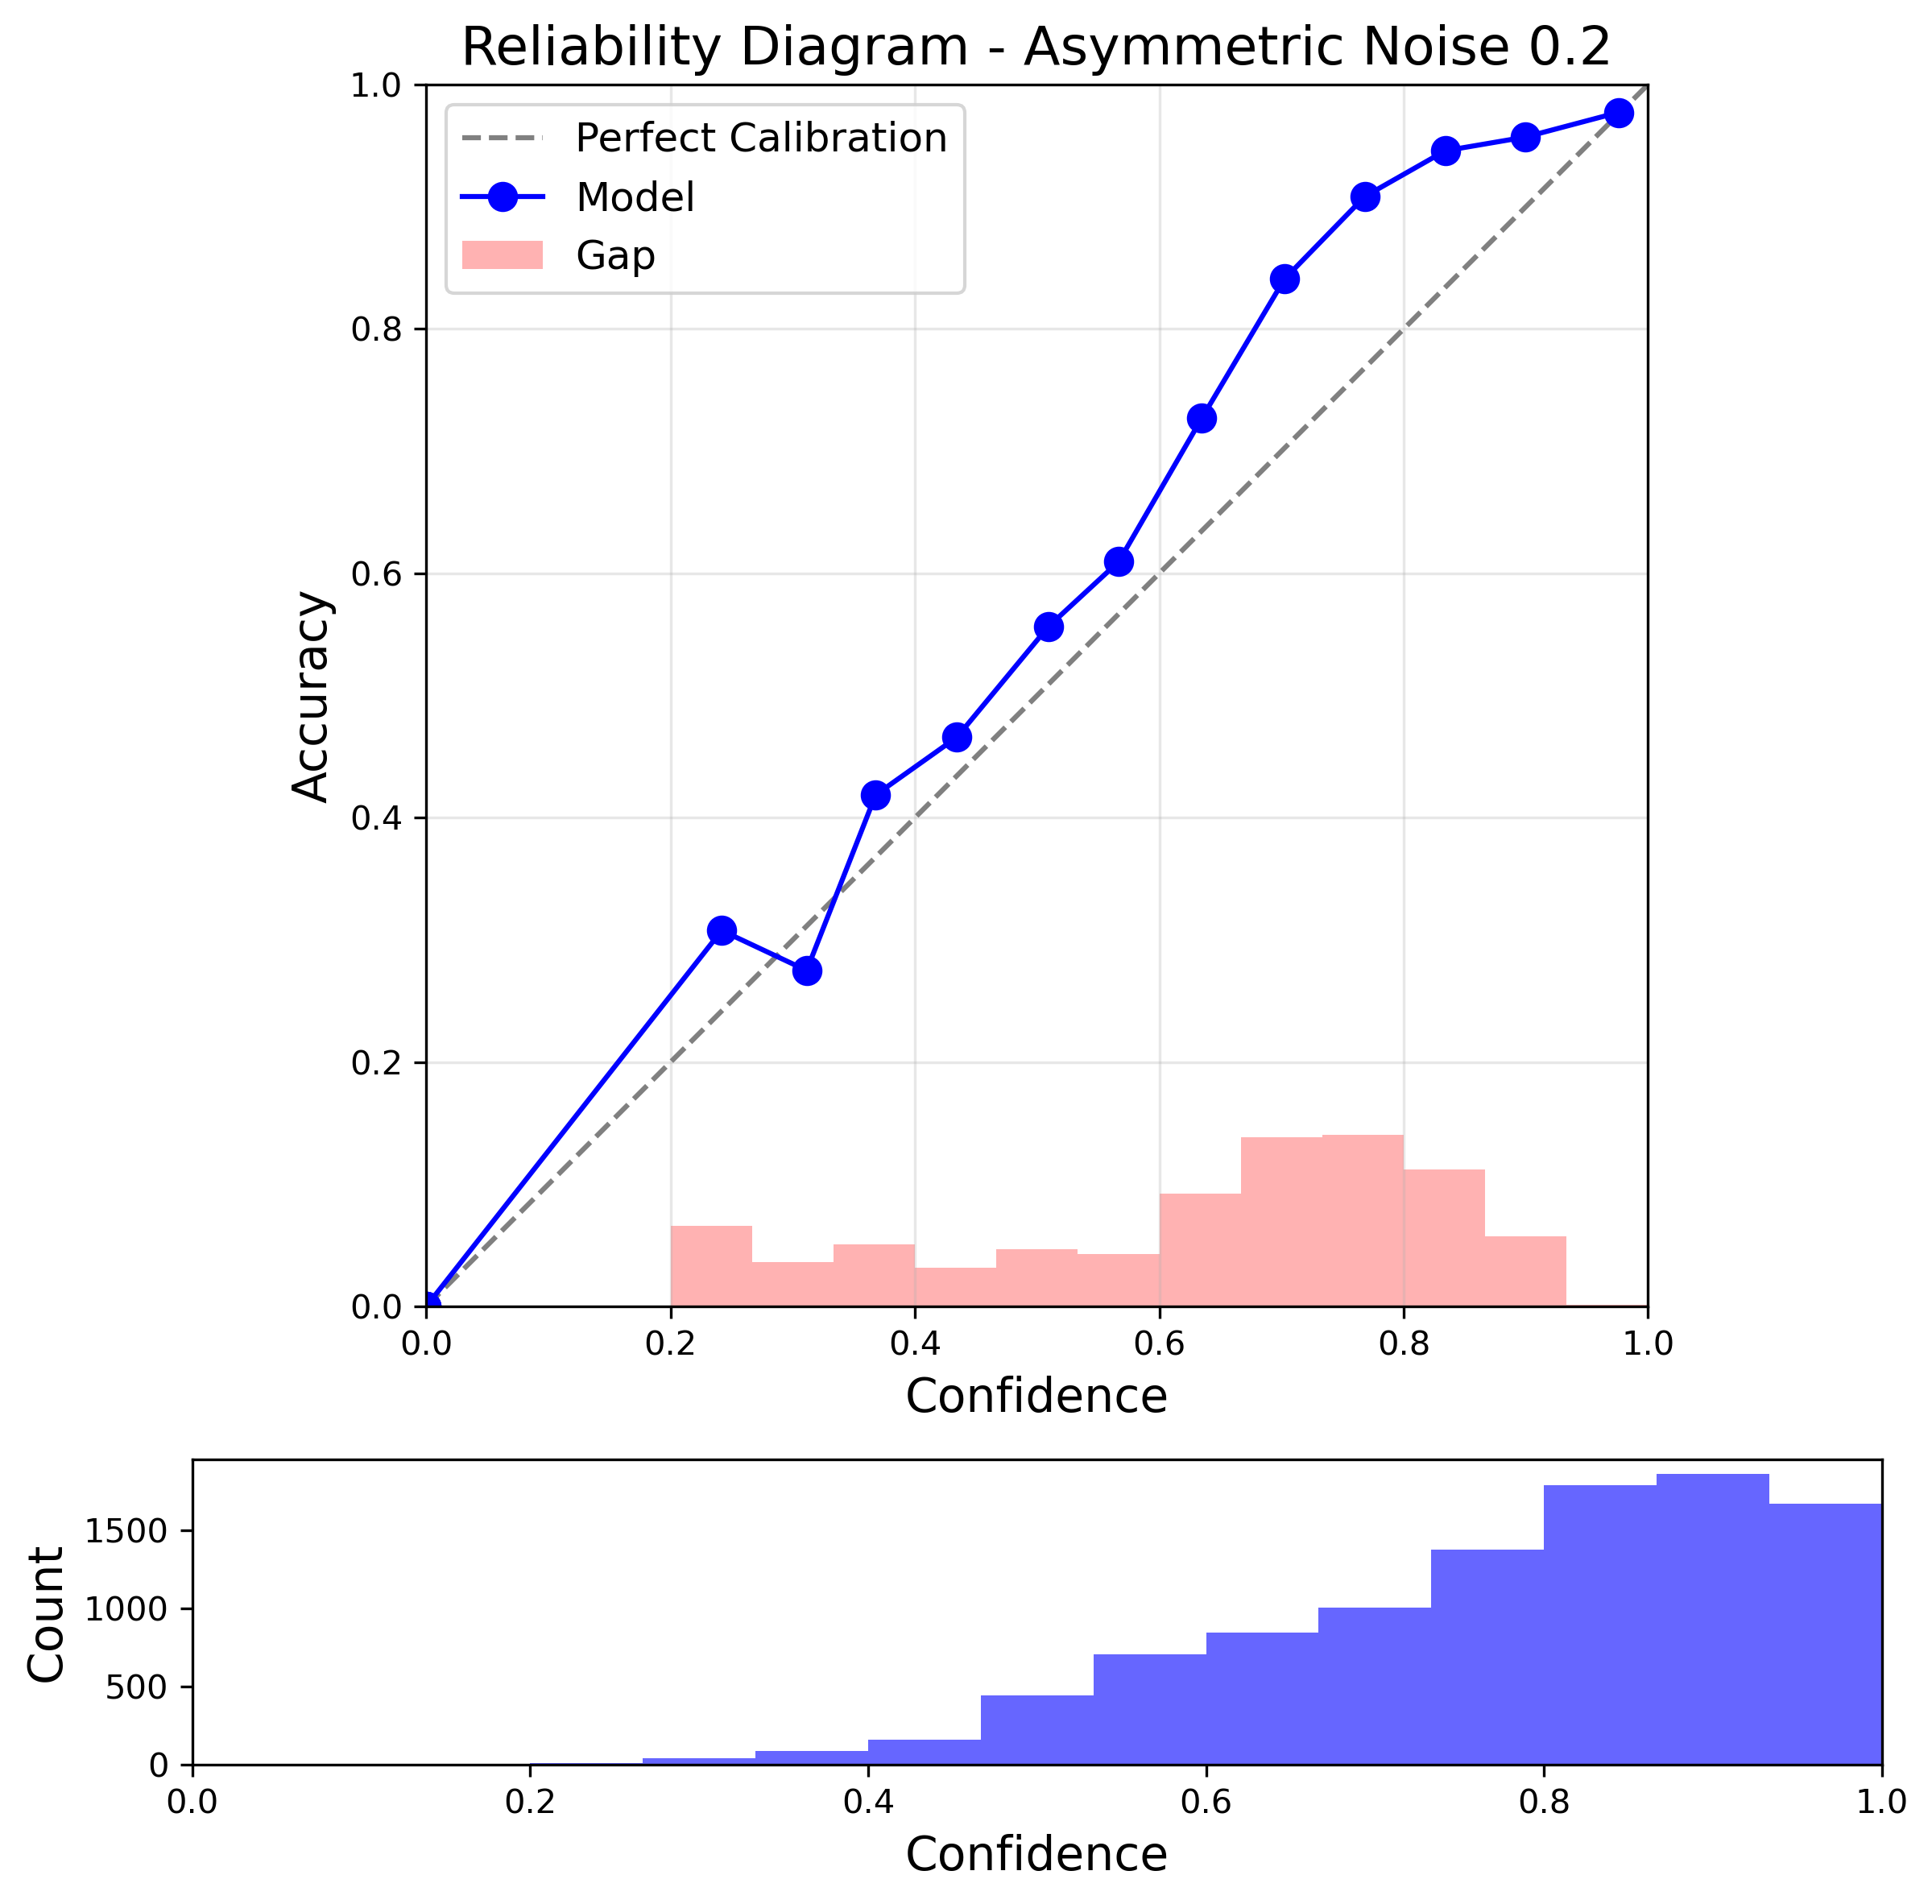 Reliability Diagram - Asymmetric Noise 0.2
1.0
0.8
0.6
0.4
0.2
0.0
Accuracy
Perfect Calibration
Model
Gap
0.0 0.2 0.4 0.6 0.8 1.0
Confidence
1500
1000
500
0
Count
0.0 0.2 0.4 0.6 0.8 1.0
Confidence